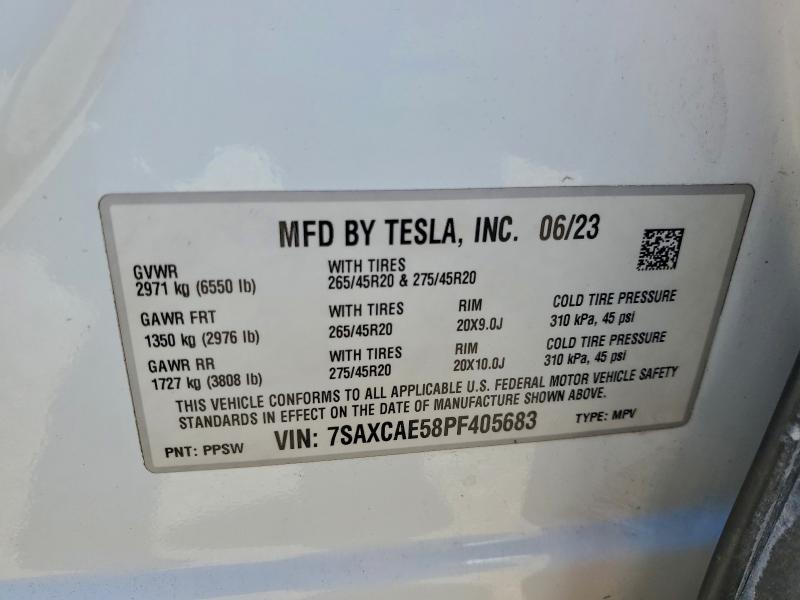 MFD BY TESLA, INC. 06/23
GVWR
2971 kg (6550 lb)
WITH TIRES
265/45R20 & 275/45R20
GAWR FRT
1350 kg (2976 lb)
WITH TIRES
265/45R20
RIM
20X9.0J
COLD TIRE PRESSURE
310 kPa, 45 psi
GAWR RR
1727 kg (3808 lb)
WITH TIRES
275/45R20
RIM
20X10.0J
COLD TIRE PRESSURE
310 kPa, 45 psi
THIS VEHICLE CONFORMS TO ALL APPLICABLE U.S. FEDERAL MOTOR VEHICLE SAFETY
STANDARDS IN EFFECT ON THE DATE OF MANUFACTURE SHOWN ABOVE.
PNT: PPSW VIN: 7SAXCAE58PF405683 TYPE: MPV